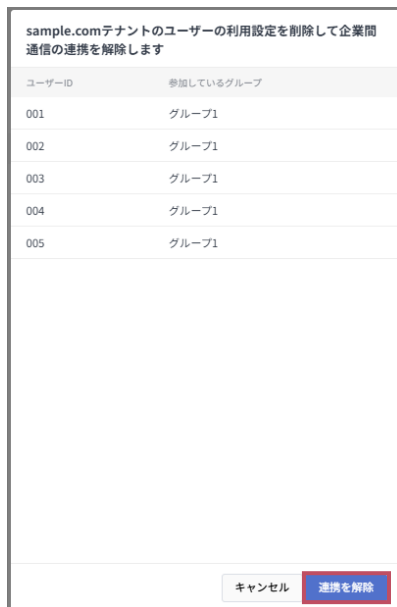 sample.comテナントのユーザーの利用設定を削除して企業間
通信の連携を解除します
ユーザーID 参加しているグループ
001 グループ1
002 グループ1
003 グループ1
004 グループ1
005 グループ1
キャンセル 連携を解除